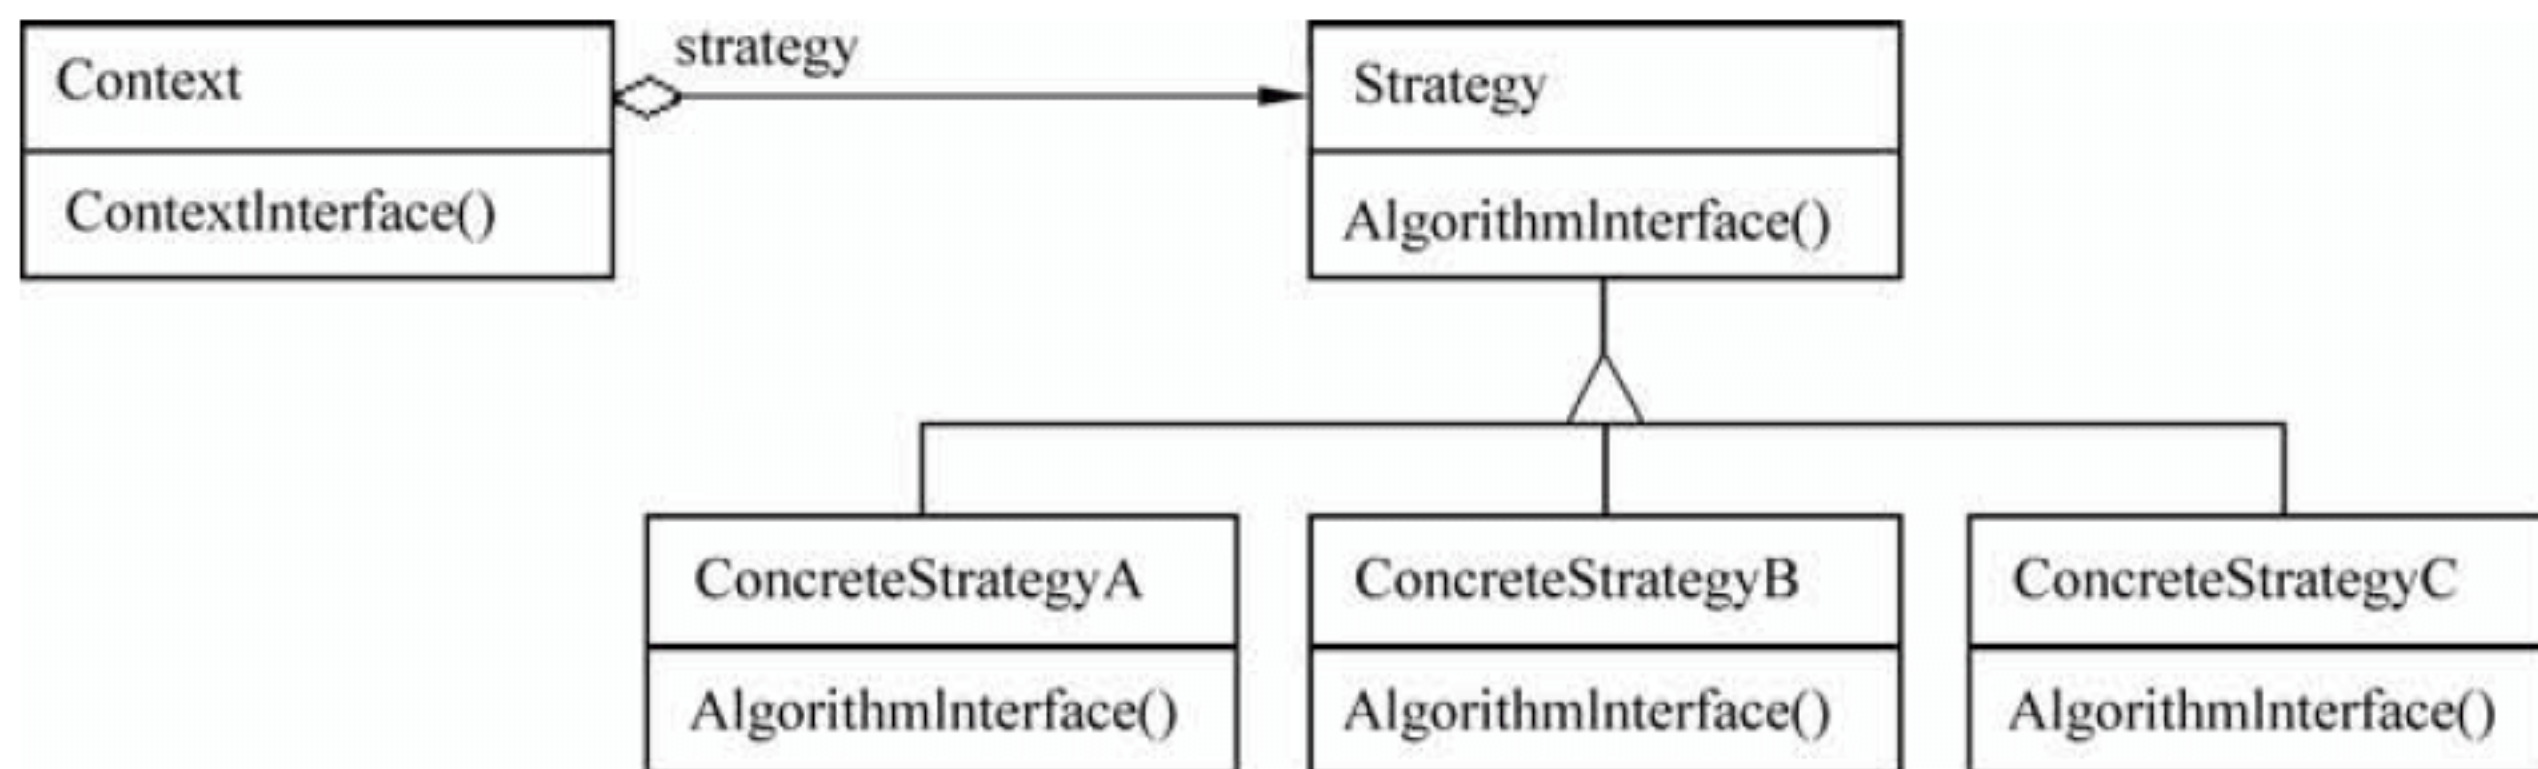 strategy
Context
Strategy
ContextInterface()
AlgorithmInterface()
ConcreteStrategyA
ConcreteStrategyB
ConcreteStrategyC
AlgorithmInterface()
AlgorithmInterface()
AlgorithmInterface()